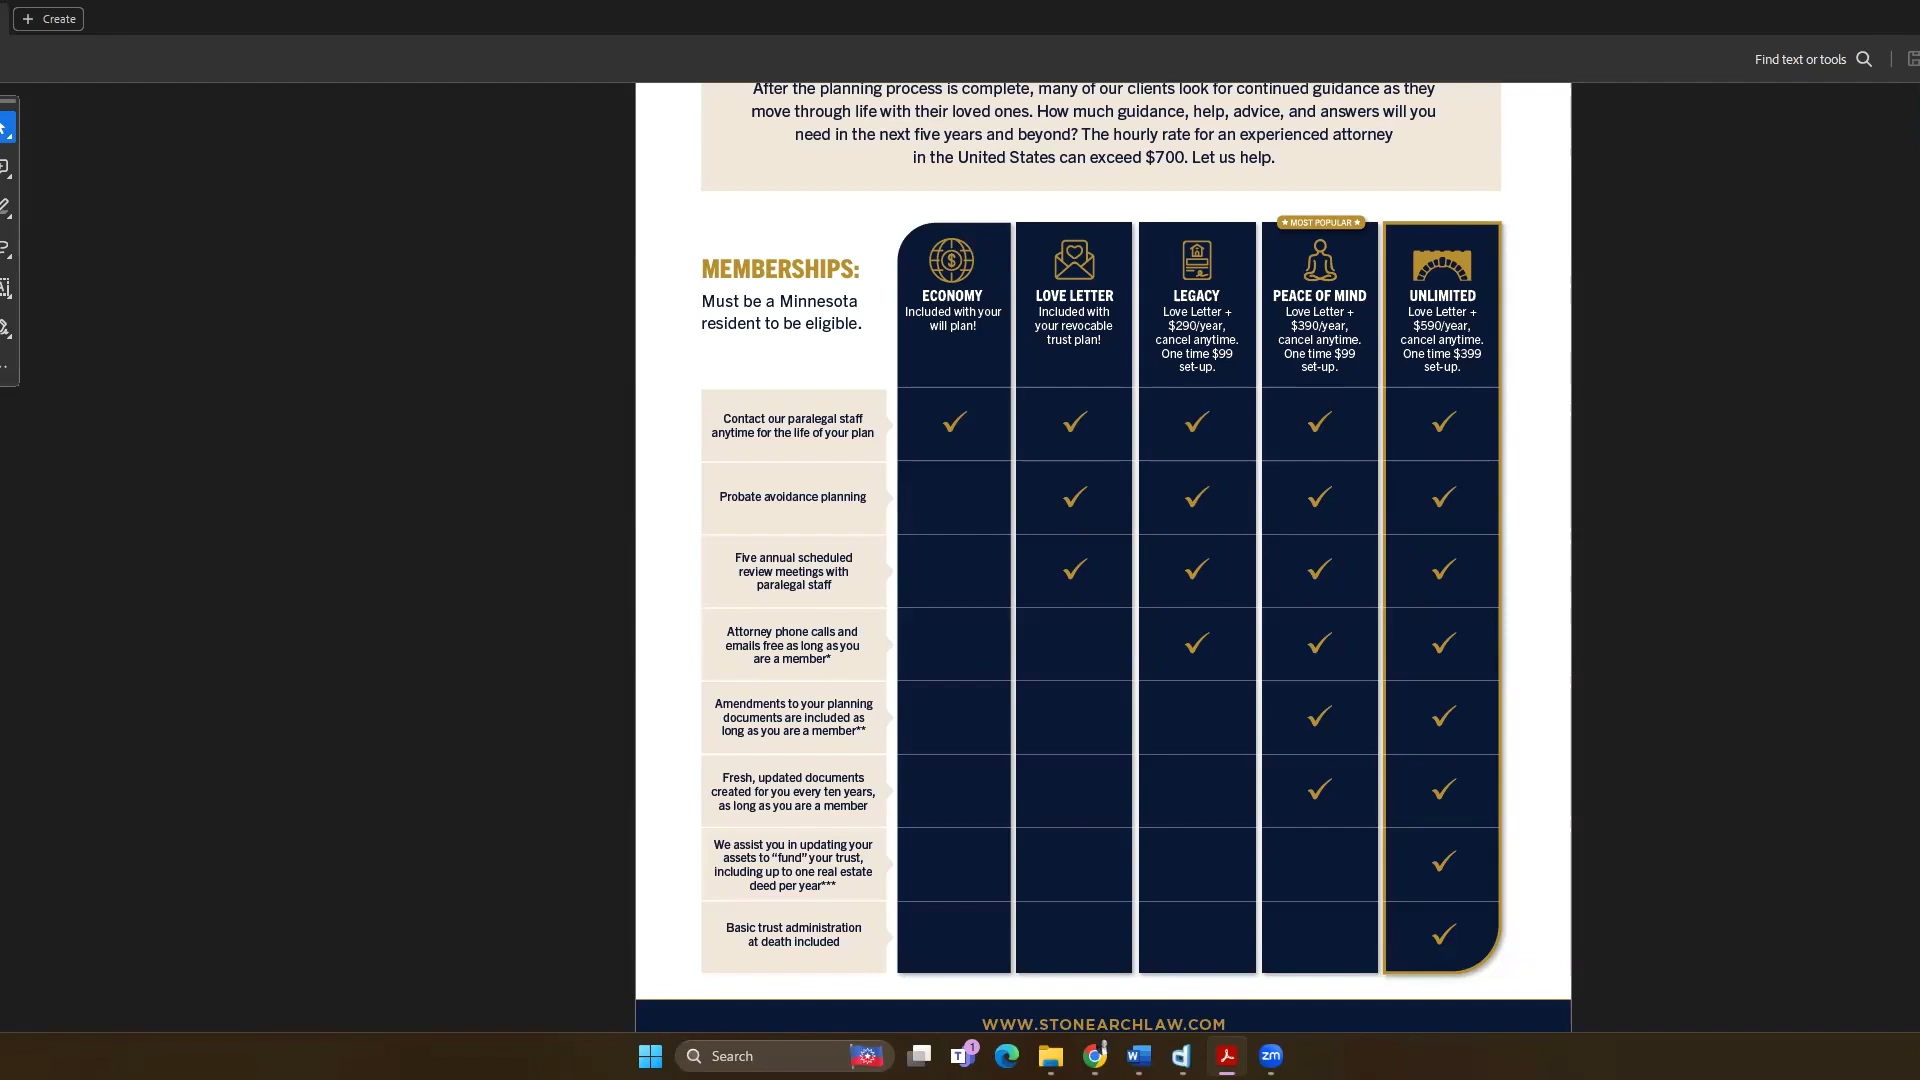 Create
Find text or tools
After the planning process is complete, many of our clients look for continued guidance as they
move through life with their loved ones. How much guidance, help, advice, and answers will you
need in the next five years and beyond? The hourly rate for an experienced attorney
in the United States can exceed $700. Let us help.
MEMBERSHIPS:
Must be a Minnesota
resident to be eligible.
ECONOMY
Included with your
will plan!
LOVE LETTER
Included with
your revocable
trust plan!
LEGACY
Love Letter +
$290/year,
cancel anytime.
One time $99
set-up.
★ MOST POPULAR ★
PEACE OF MIND
Love Letter +
$390/year,
cancel anytime.
One time $99
set-up.
UNLIMITED
Love Letter +
$590/year,
cancel anytime.
One time $399
set-up.
Contact our paralegal staff
anytime for the life of your plan
Probate avoidance planning
Five annual scheduled
review meetings with
paralegal staff
Attorney phone calls and
emails free as long as you
are a member*
Amendments to your planning
documents are included as
long as you are a member**
Fresh, updated documents
created for you every ten years,
as long as you are a member
We assist you in updating your
assets to “fund” your trust,
including up to one real estate
deed per year***
Basic trust administration
at death included
WWW.STONEARCHLAW.COM
Search
T
1
W
d
zm